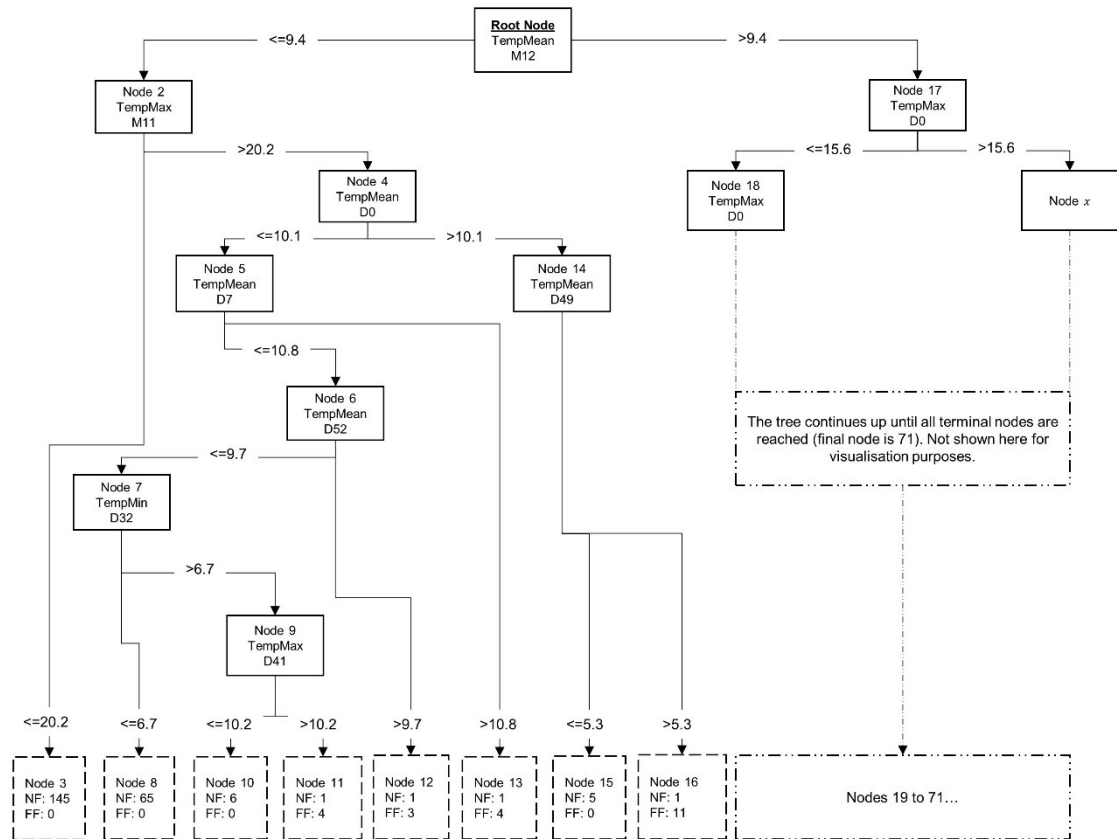 Root Node
TempMean
M12
<=9.4
>9.4
Node 2
TempMax
M11
Node 17
TempMax
D0
>20.2
<=15.6
>15.6
Node 4
TempMean
D0
Node 18
TempMax
D0
Node x
<=10.1
>10.1
Node 5
TempMean
D7
Node 14
TempMean
D49
<=10.8
Node 6
TempMean
D52
The tree continues up until all terminal nodes are
reached (final node is 71). Not shown here for
visualisation purposes.
<=9.7
Node 7
TempMin
D32
>6.7
Node 9
TempMax
D41
<=20.2
<=6.7
<=10.2
>10.2
>9.7
>10.8
<=5.3
>5.3
Node 3
NF: 145
FF: 0
Node 8
NF: 65
FF: 0
Node 10
NF: 6
FF: 0
Node 11
NF: 1
FF: 4
Node 12
NF: 1
FF: 3
Node 13
NF: 1
FF: 4
Node 15
NF: 5
FF: 0
Node 16
NF: 1
FF: 11
Nodes 19 to 71...